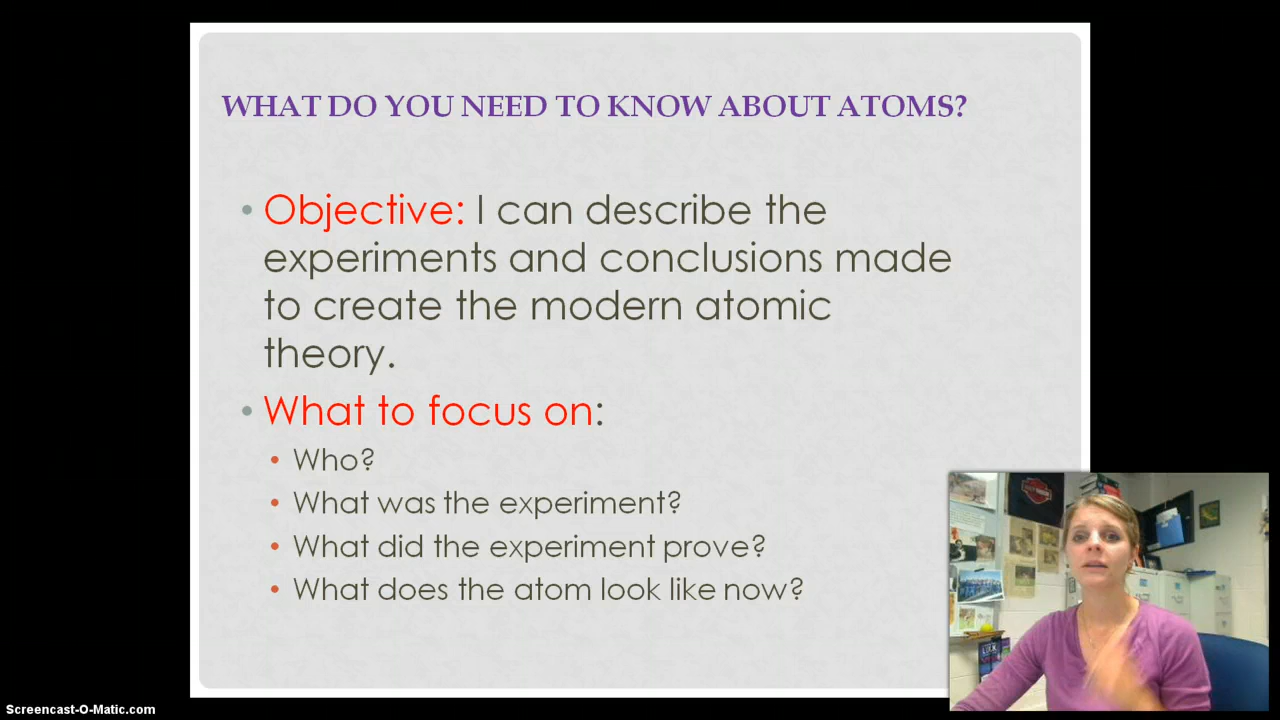 WHAT DO YOU NEED TO KNOW ABOUT ATOMS?
• Objective: I can describe the
experiments and conclusions made
to create the modern atomic
theory.
• What to focus on:
• Who?
• What was the experiment?
• What did the experiment prove?
• What does the atom look like now?
Screencast-O-Matic.com